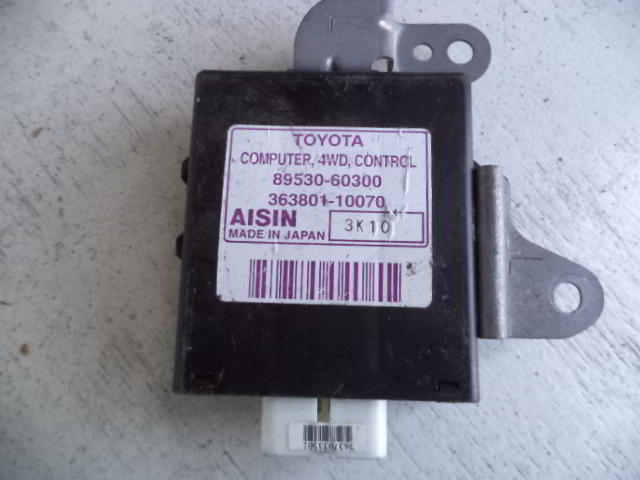 TOYOTA
COMPUTER, 4WD, CONTROL
89530-60300
363801-10070
AISIN
MADE IN JAPAN
3K10